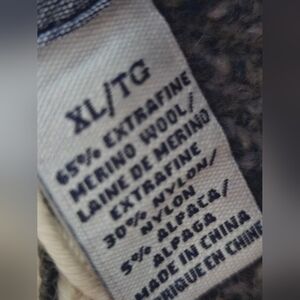 XL/TG
65% EXTRAFINE
MERINO WOOL/
LAINE DE MERINO
EXTRAFINE
30% NYLON/
NYLON
5% ALPACA/
ALPAGA
MADE IN CHINA
FABRIQUE EN CHINE